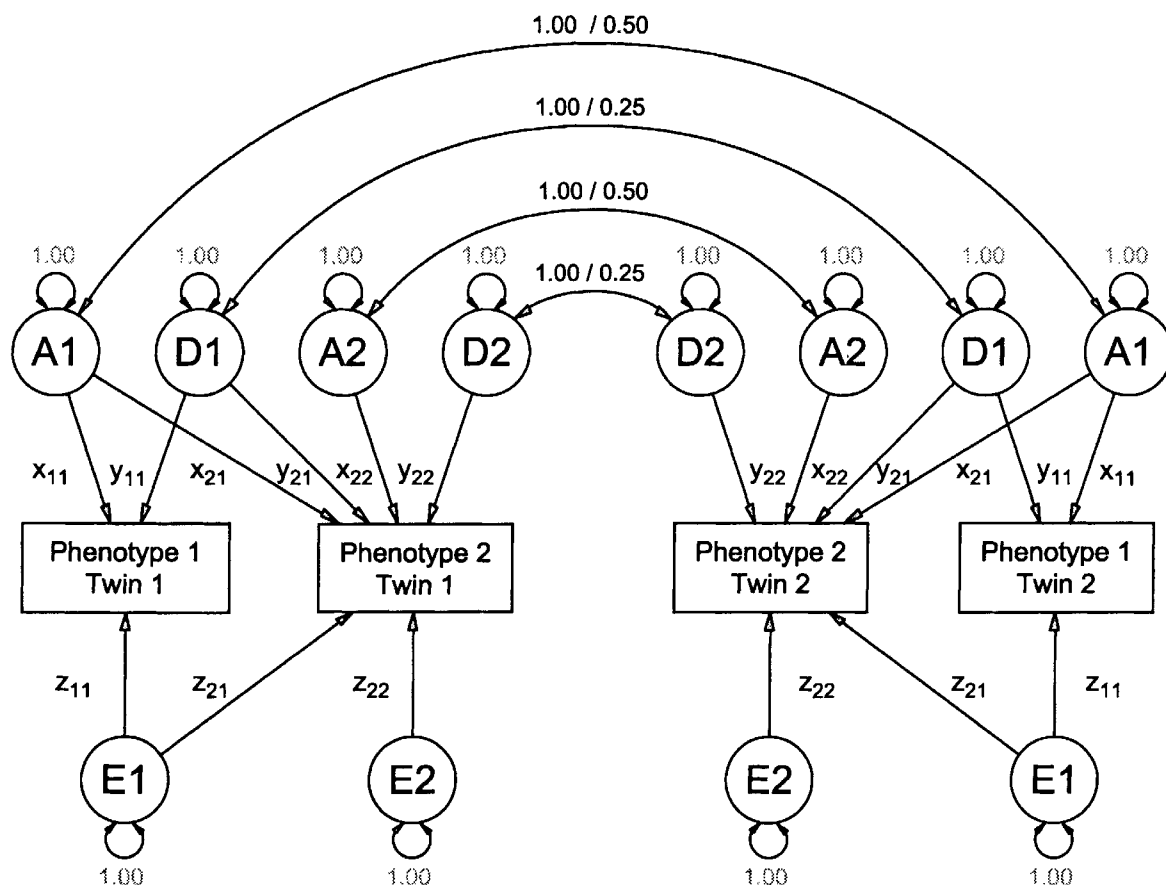 1.00 / 0.50
1.00 / 0.25
1.00 / 0.50
1.00 1.00 1.00 1.00 1.00 / 0.25 1.00 1.00 1.00 1.00
A1 D1 A2 D2 D2 A2 D1 A1
x11 y11 x21 y21 x22 y22 y22 x22 y21 x21 y11 x11
Phenotype 1 Phenotype 2 Phenotype 2 Phenotype 1
Twin 1 Twin 1 Twin 2 Twin 2
z11 z21 z22 z22 z21 z11
E1 E2 E2 E1
1.00 1.00 1.00 1.00